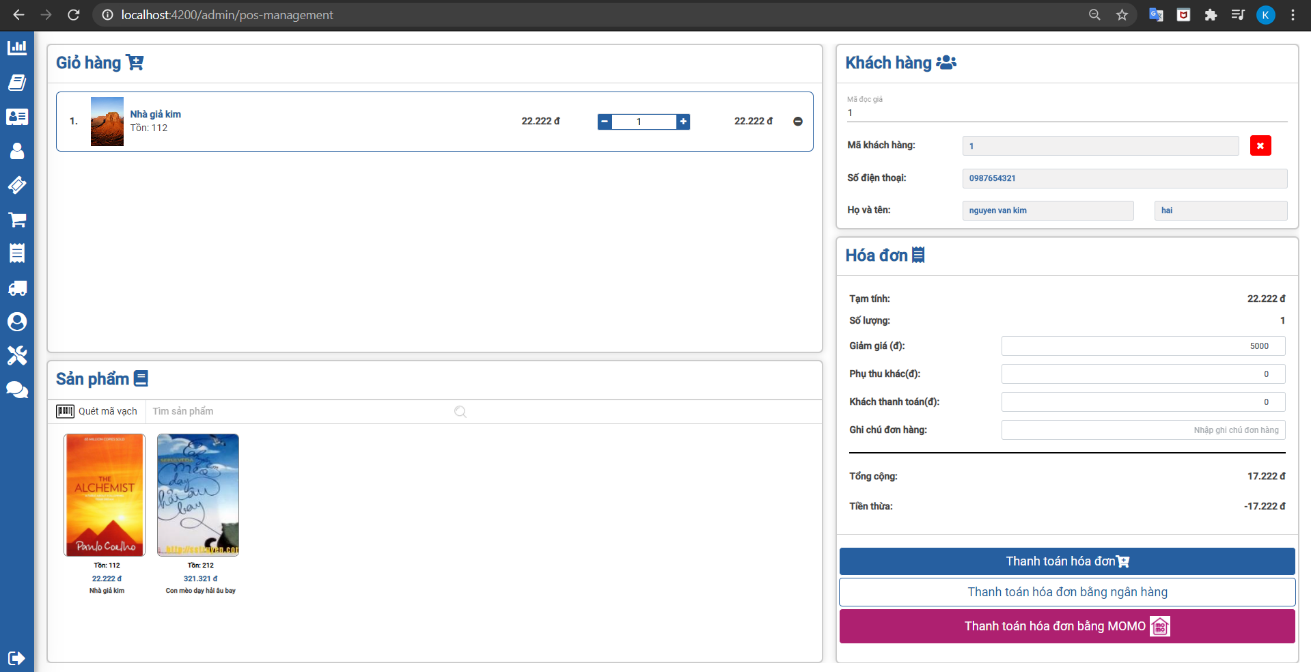 localhost:4200/admin/pos-management
K
Giỏ hàng
1.
Nhà giả kim
Tồn: 112
22.222 đ
1
22.222 đ
Khách hàng
Mã đọc giả
1
Mã khách hàng:
1
Số điện thoại:
0987654321
Họ và tên:
nguyen van kim
hai
Hóa đơn
Tạm tính:
22.222 đ
Số lượng:
1
Giảm giá (đ):
5000
Phụ thu khác(đ):
0
Khách thanh toán(đ):
0
Ghi chú đơn hàng:
Nhập ghi chú đơn hàng
Tổng cộng:
17.222 đ
Tiền thừa:
-17.222 đ
Thanh toán hóa đơn
Thanh toán hóa đơn bằng ngân hàng
Thanh toán hóa đơn bằng MOMO
Sản phẩm
Quét mã vạch
Tìm sản phẩm
THE
ALCHEMIST
Paulo Coelho
Tồn: 112
22.222 đ
Nhà giả kim
mèo
dạy
hải âu
bay
Tồn: 212
321.321 đ
Con mèo dạy hải âu bay